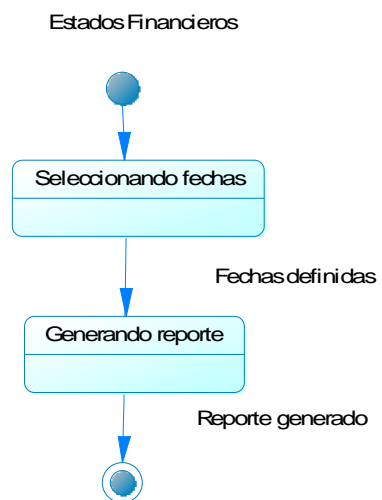 Estados Financieros
Seleccionando fechas
Fechas definidas
Generando reporte
Reporte generado